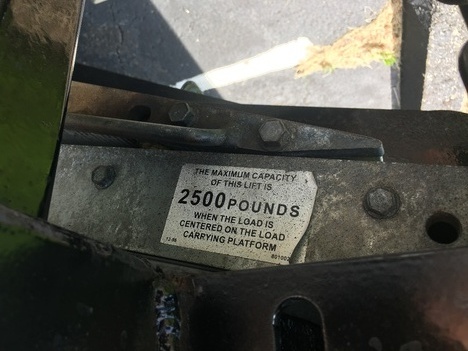 THE MAXIMUM CAPACITY
OF THIS LIFT IS
2500 POUNDS
WHEN THE LOAD IS
CENTERED ON THE LOAD
CARRYING PLATFORM